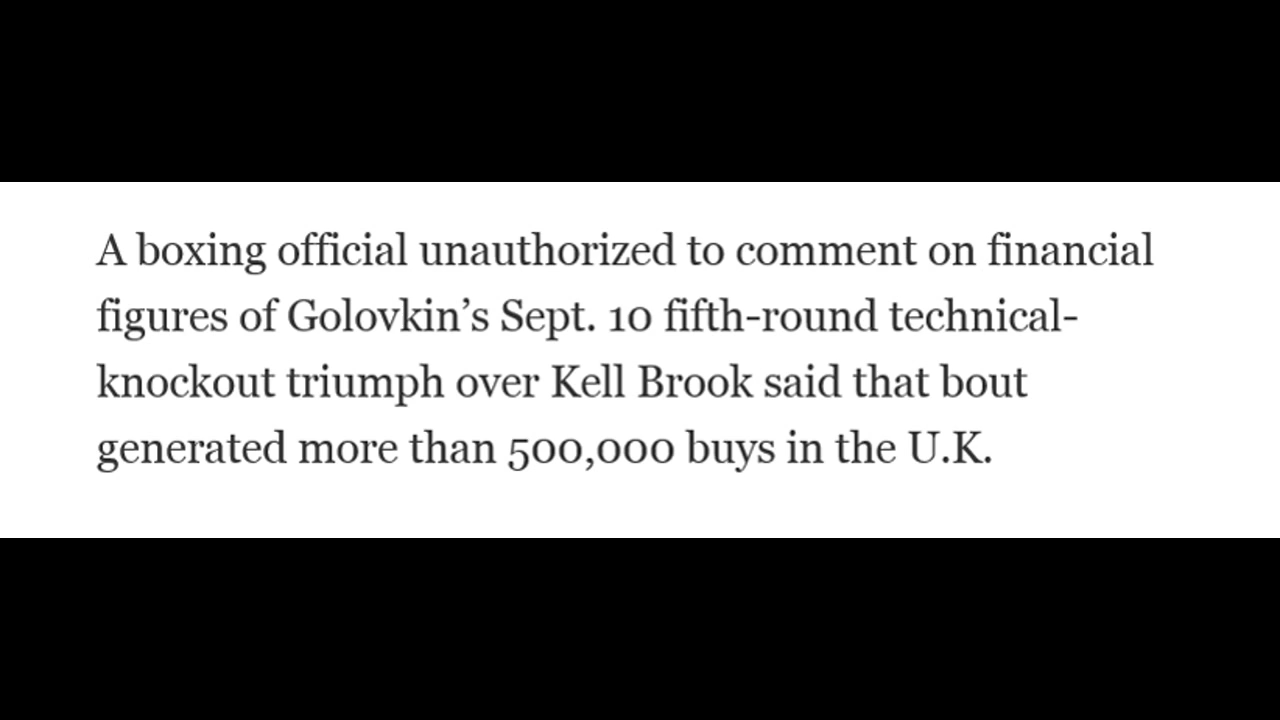 A boxing official unauthorized to comment on financial
figures of Golovkin’s Sept. 10 fifth-round technical-
knockout triumph over Kell Brook said that bout
generated more than 500,000 buys in the U.K.